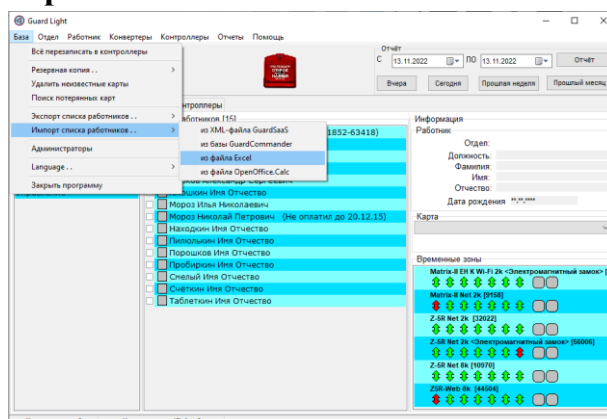 Guard Light
База Отдел Работник Конвертеры Контроллеры Отчеты Помощь
Всё перезаписать в контроллеры
Резервная копия . .
Удалить неизвестные карты
Поиск потерянных карт
Экспорт списка работников . .
Импорт списка работников . .
Администраторы
Language . .
Закрыть программу
из XML-файла GuardSaaS
из базы GuardCommander
из файла Excel
из файла OpenOffice.Calc
Отчёт
С 13.11.2022 ПО 13.11.2022 Отчёт
Вчера Сегодня Прошлая неделя Прошлый месяц
[15]
1852-63418)
Имя Отчество
Мороз Илья Николаевич
Мороз Николай Петрович (Не оплатил до 20.12.15)
Находкин Имя Отчество
Пилюлькин Имя Отчество
Порошков Имя Отчество
Пробиркин Имя Отчество
Смелый Имя Отчество
Счёткин Имя Отчество
Таблеткин Имя Отчество
Информация
Работник
Отдел:
Должность:
Фамилия:
Имя:
Отчество:
Дата рождения **.**.****
Карта
Временные зоны
Matrix-II EH K Wi-Fi 2k <Электромагнитный замок> [
Matrix-II Net 2k [9158]
Z-5R Net 2k [32022]
Z-5R Net 2k <Электромагнитный замок> [56006]
Z-5R Net 8k [10970]
Z5R-Web 8k [44504]